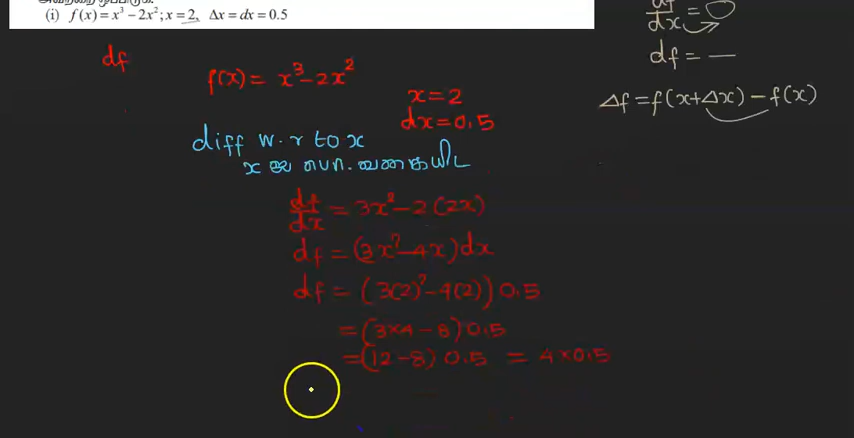 (i) f(x) = x³ − 2x²; x = 2, Δx = dx = 0.5
df
f(x) = x³ − 2x²
x = 2
dx = 0.5
diff w.r to x
x ஐ பொ. வகையிட
df/dx = 3x² − 2(2x)
df = (3x² − 4x)dx
df = (3(2)² − 4(2)) 0.5
= (3×4 − 8) 0.5
= (12 − 8) 0.5 = 4 × 0.5
df/dx =
df = —
Δf = f(x+Δx) − f(x)